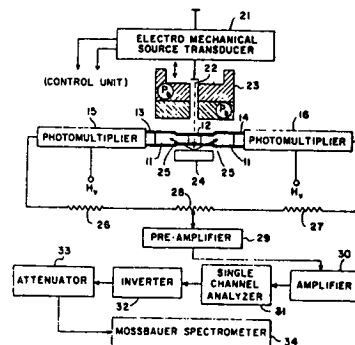 21
ELECTRO MECHANICAL
SOURCE TRANSDUCER
(CONTROL UNIT)
22
23
15
13
12
14
16
PHOTOMULTIPLIER
PHOTOMULTIPLIER
11
11
25
24
25
Hv
Hv
28
26
27
PRE-AMPLIFIER
29
33
30
ATTENUATOR
INVERTER
SINGLE
CHANNEL
ANALYZER
AMPLIFIER
32
31
MOSSBAUER SPECTROMETER
34